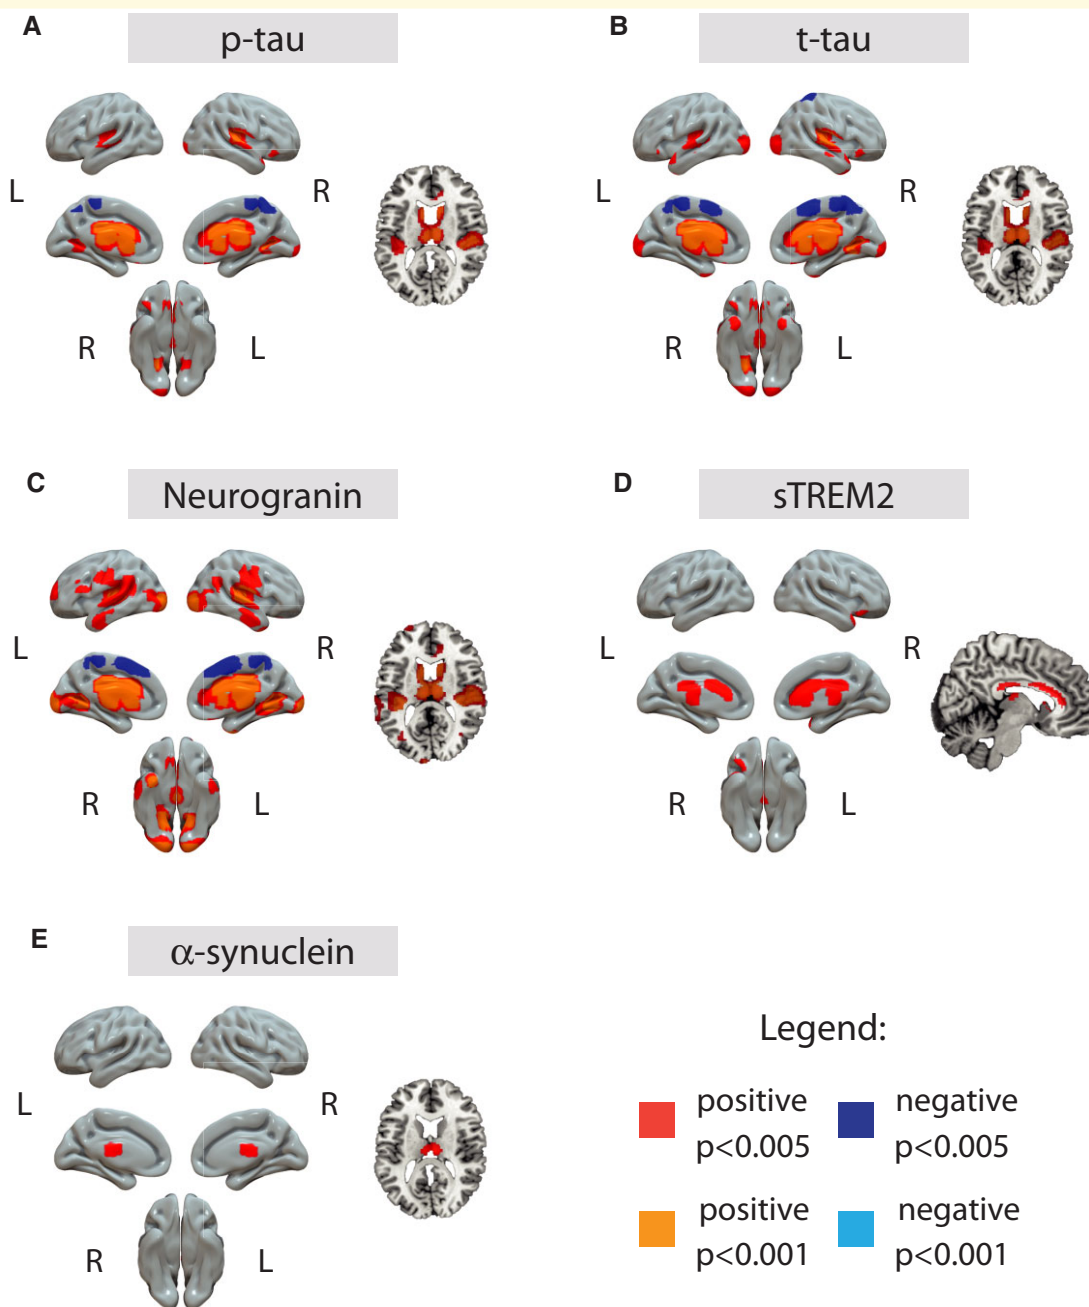 A
p-tau
L
R
R
L
B
t-tau
L
R
R
L
C
Neurogranin
L
R
R
L
D
sTREM2
L
R
R
L
E
α-synuclein
L
R
R
L
Legend:
positive
p<0.005
negative
p<0.005
positive
p<0.001
negative
p<0.001